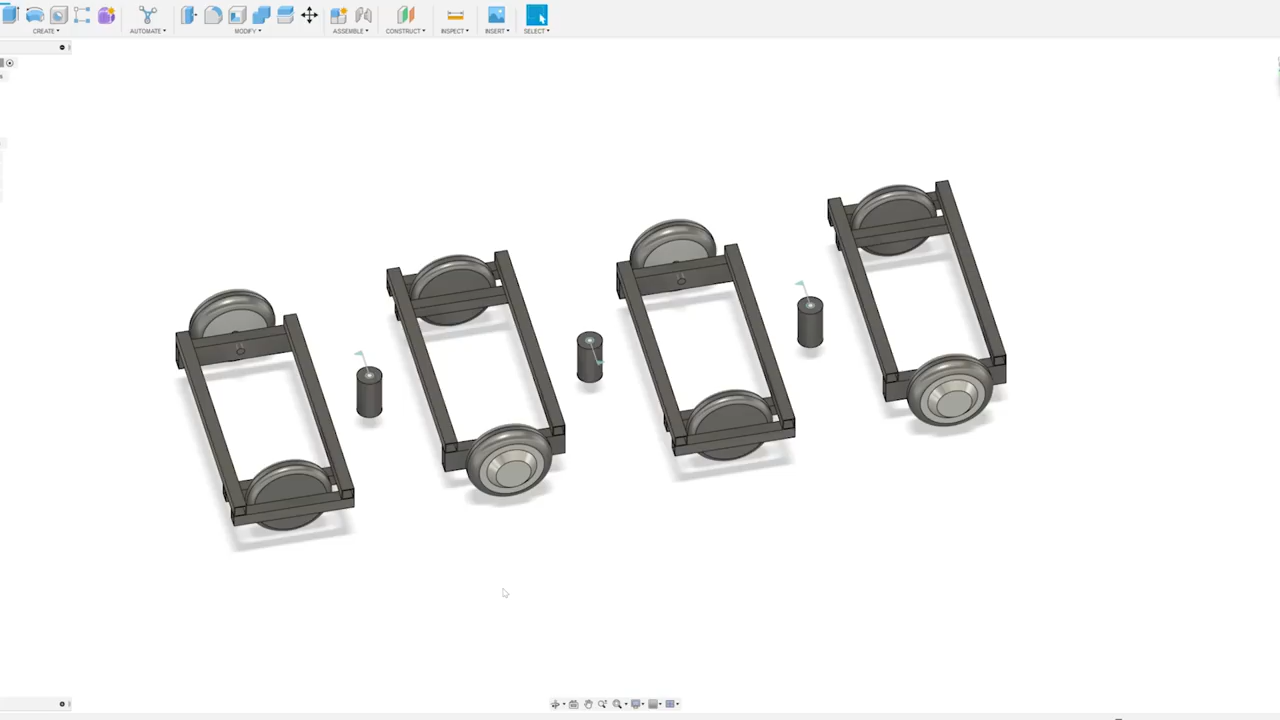 CREATE
AUTOMATE
MODIFY
ASSEMBLE
CONSTRUCT
INSPECT
INSERT
SELECT